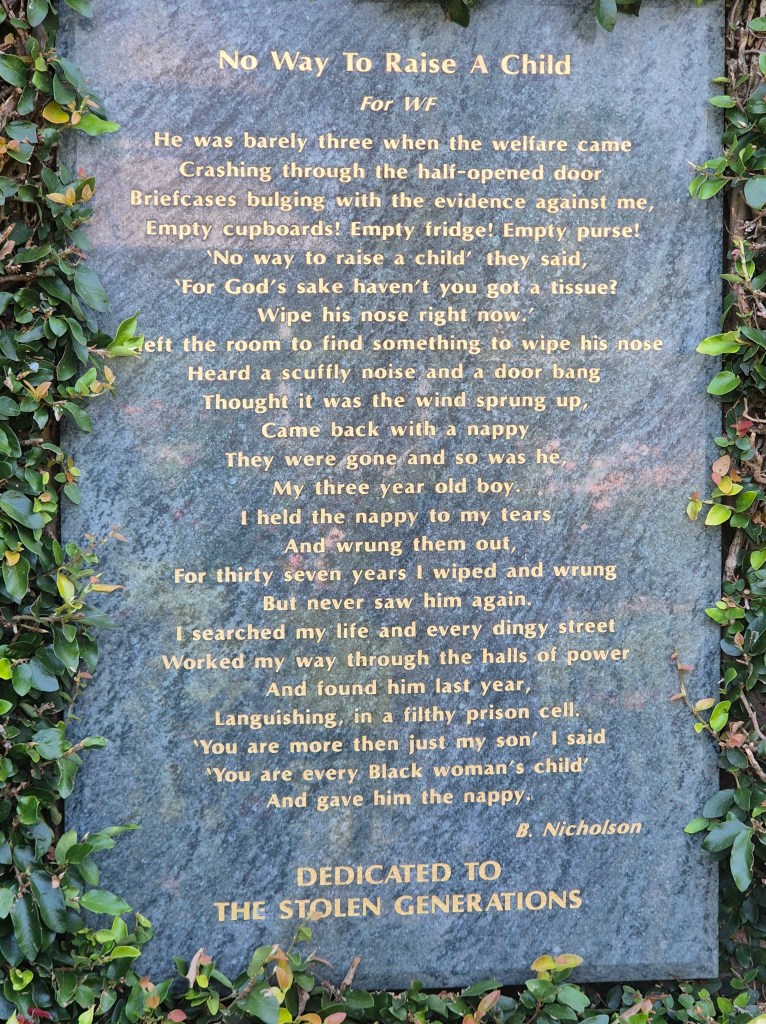 No Way To Raise A Child
For WF
He was barely three when the welfare came
Crashing through the half-opened door
Briefcases bulging with the evidence against me,
Empty cupboards! Empty fridge! Empty purse!
'No way to raise a child' they said,
'For God's sake haven't you got a tissue?
Wipe his nose right now.'
left the room to find something to wipe his nose
Heard a scuffly noise and a door bang
Thought it was the wind sprung up,
Came back with a nappy
They were gone and so was he,
My three year old boy.
I held the nappy to my tears
And wrung them out,
For thirty seven years I wiped and wrung
But never saw him again.
I searched my life and every dingy street
Worked my way through the halls of power
And found him last year,
Languishing, in a filthy prison cell.
'You are more then just my son' I said
'You are every Black woman's child'
And gave him the nappy.
B. Nicholson
DEDICATED TO
THE STOLEN GENERATIONS